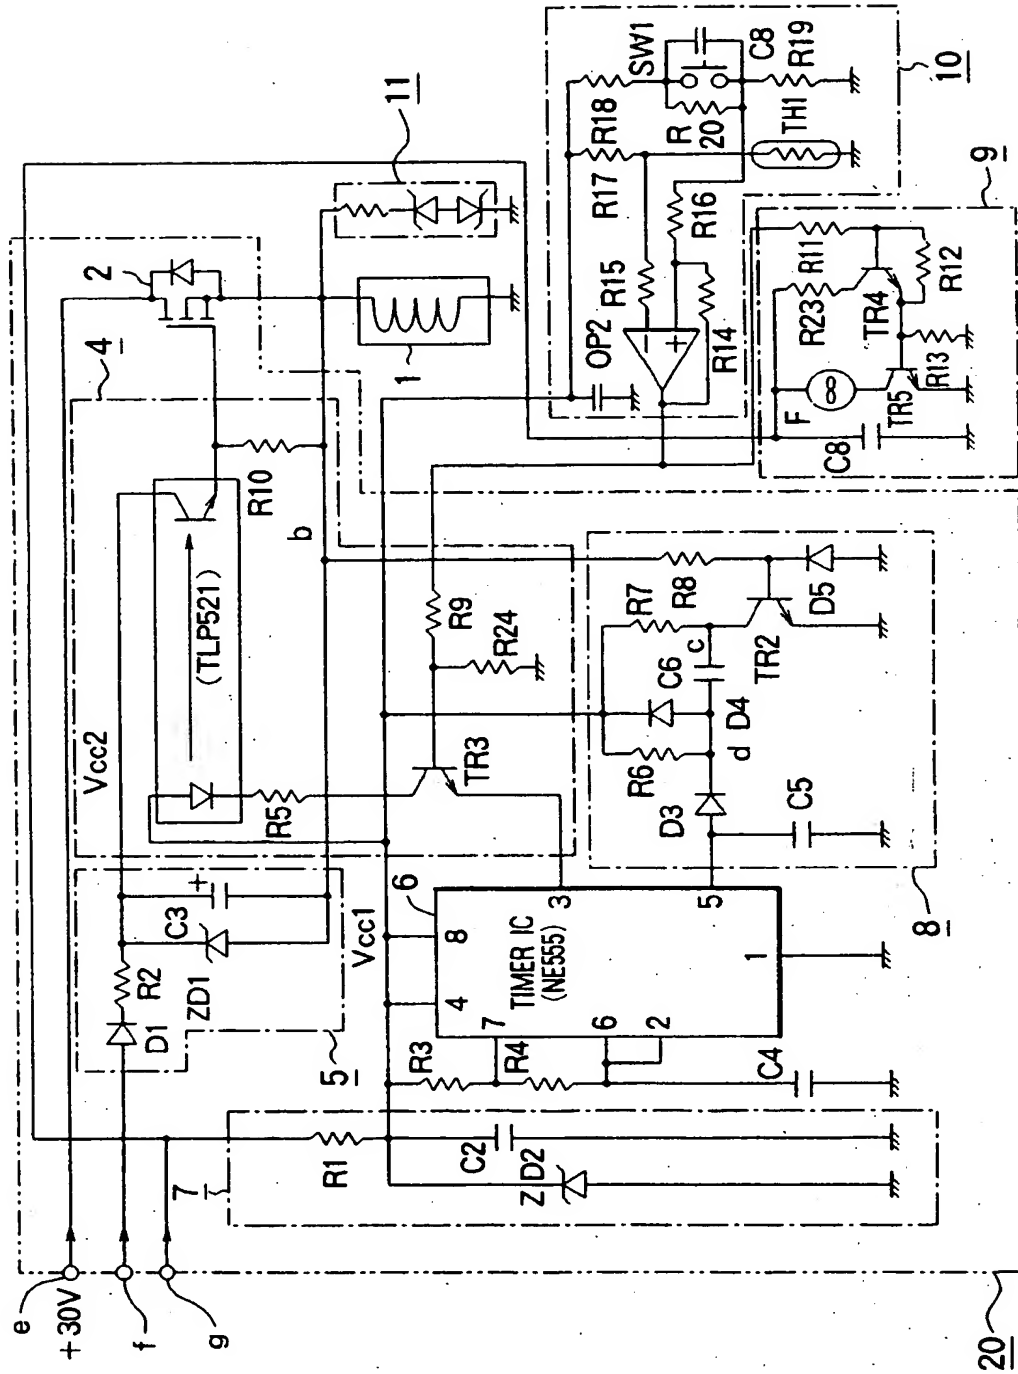 e
+30V
f
g
20
5
D1
R2
ZD1
C3
+
Vcc2
(TLP521)
4
2
R10
b
1
11
7
R1
C2
ZD2
Vcc1
R3
R4
C4
TIMER IC
(NE555)
4
8
7
6
2
3
5
1
6
R5
TR3
R9
R24
8
D3
C5
R6
d
D4
C6
c
R7
R8
TR2
D5
OP2
−
+
R14
R15
R16
R17
R18
R
20
SW1
C8
R19
TH1
10
9
C8
F
8
TR5
R13
R23
TR4
R11
R12